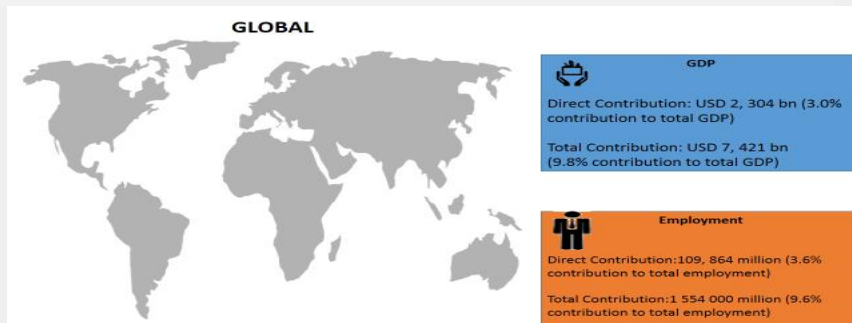 GLOBAL
GDP
Direct Contribution: USD 2, 304 bn (3.0%
contribution to total GDP)
Total Contribution: USD 7, 421 bn
(9.8% contribution to total GDP)
Employment
Direct Contribution:109, 864 million (3.6%
contribution to total employment)
Total Contribution:1 554 000 million (9.6%
contribution to total employment)